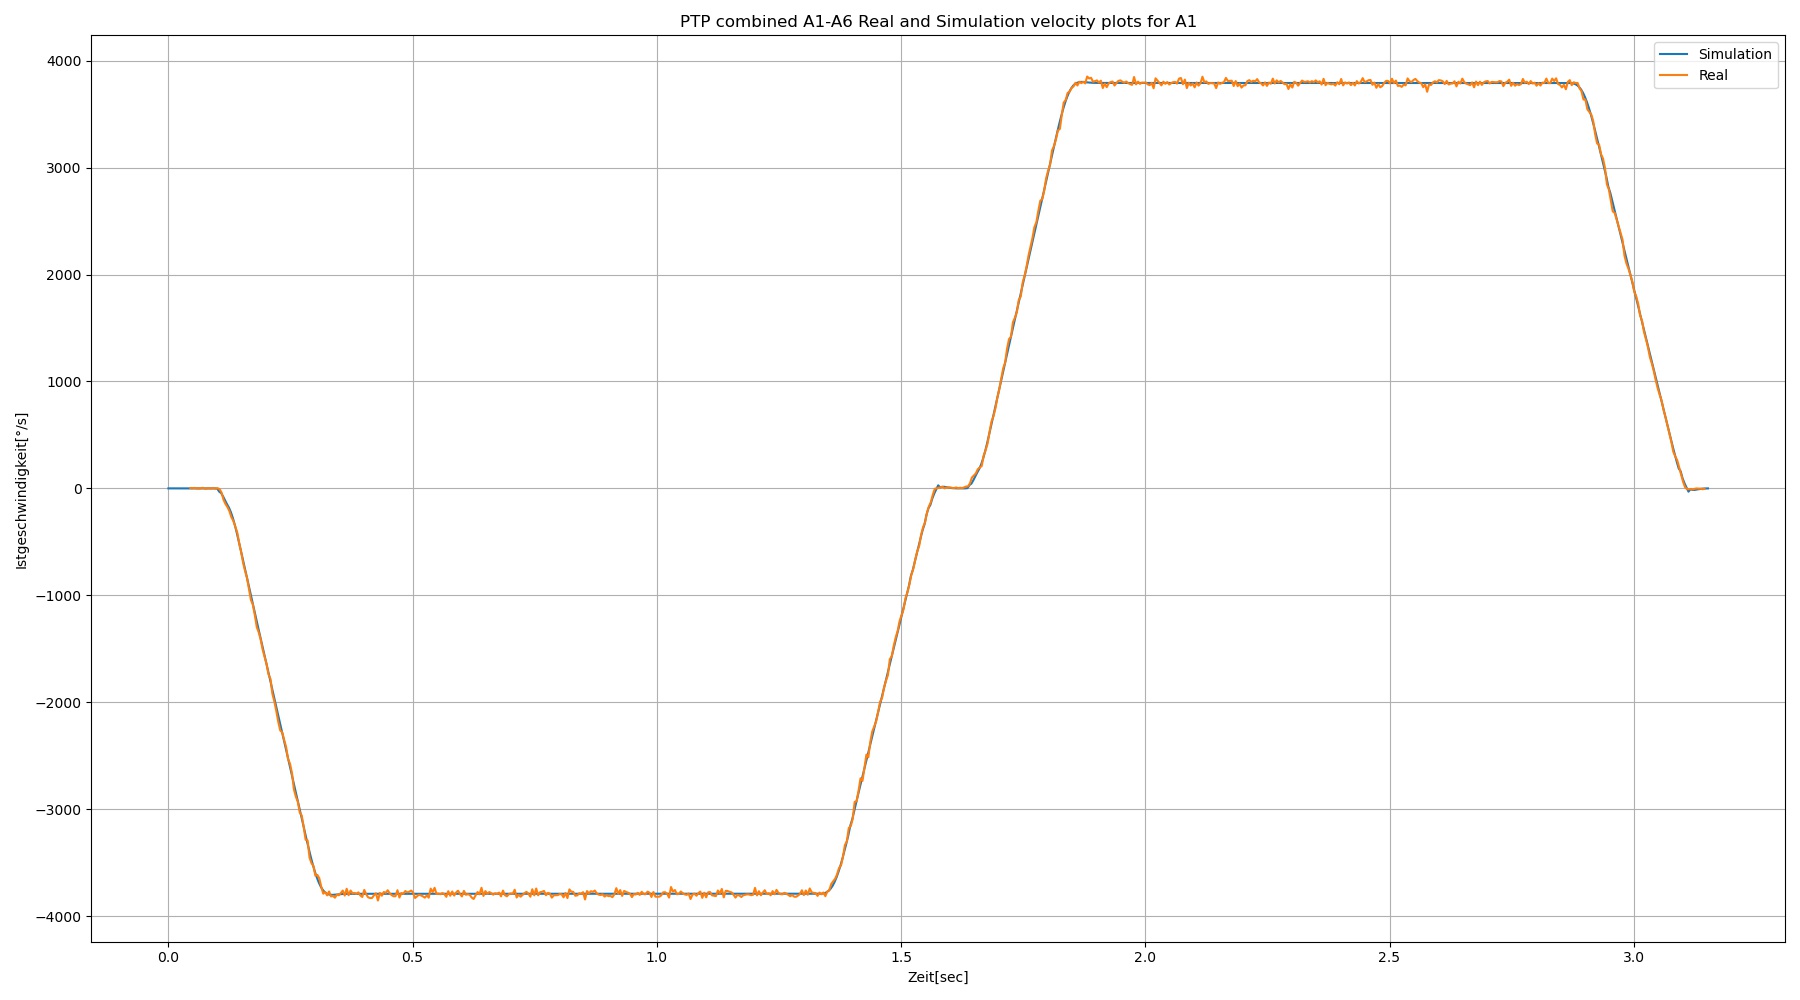 PTP combined A1-A6 Real and Simulation velocity plots for A1
Simulation
Real
Istgeschwindigkeit[°/s]
4000
3000
2000
1000
0
−1000
−2000
−3000
−4000
0.0 0.5 1.0 1.5 2.0 2.5 3.0
Zeit[sec]